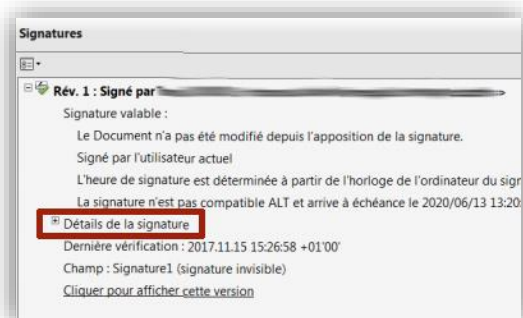 Signatures
Rév. 1 : Signé par
Signature valable :
Le Document n'a pas été modifié depuis l'apposition de la signature.
Signé par l'utilisateur actuel
L'heure de signature est déterminée à partir de l'horloge de l'ordinateur du sign
La signature n'est pas compatible ALT et arrive à échéance le 2020/06/13 13:20:
Détails de la signature
Dernière vérification : 2017.11.15 15:26:58 +01'00'
Champ : Signature1 (signature invisible)
Cliquer pour afficher cette version